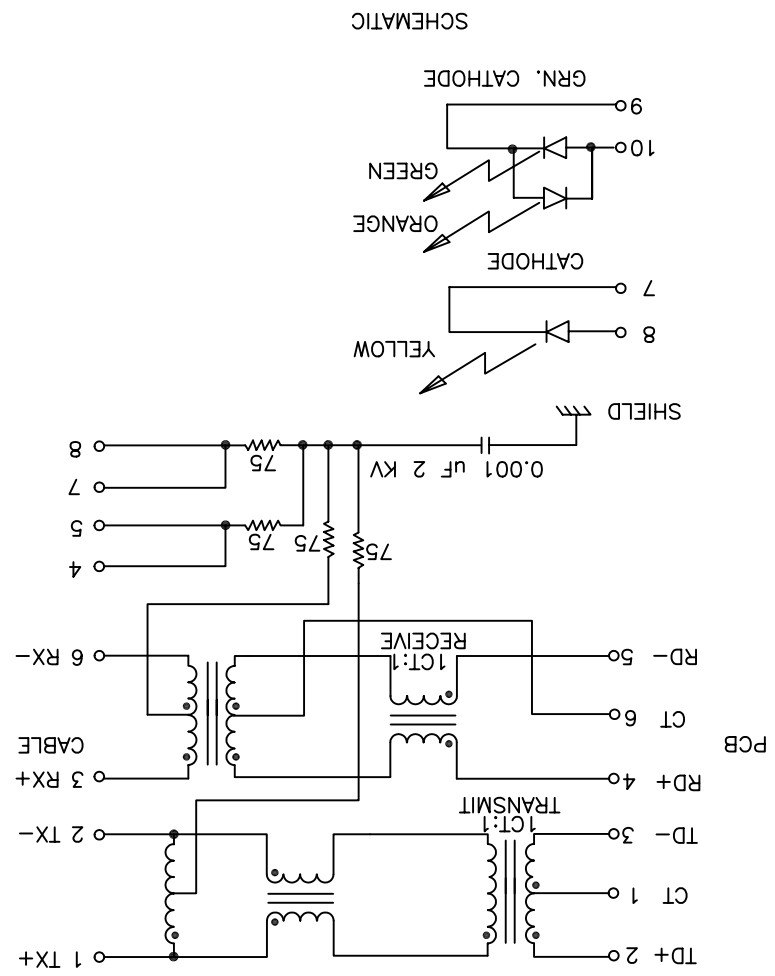 TD+ 2
1 TX+
CT 1
TD- 3
2 TX-
1CT:1
TRANSMIT
RD+ 4
3 RX+
PCB
CABLE
CT 6
1CT:1
RECEIVE
RD- 5
6 RX-
4
75
75
75
5
7
0.001 uF 2 KV
75
8
SHIELD
YELLOW
8
7
CATHODE
ORANGE
GREEN
10
9
GRN. CATHODE
SCHEMATIC